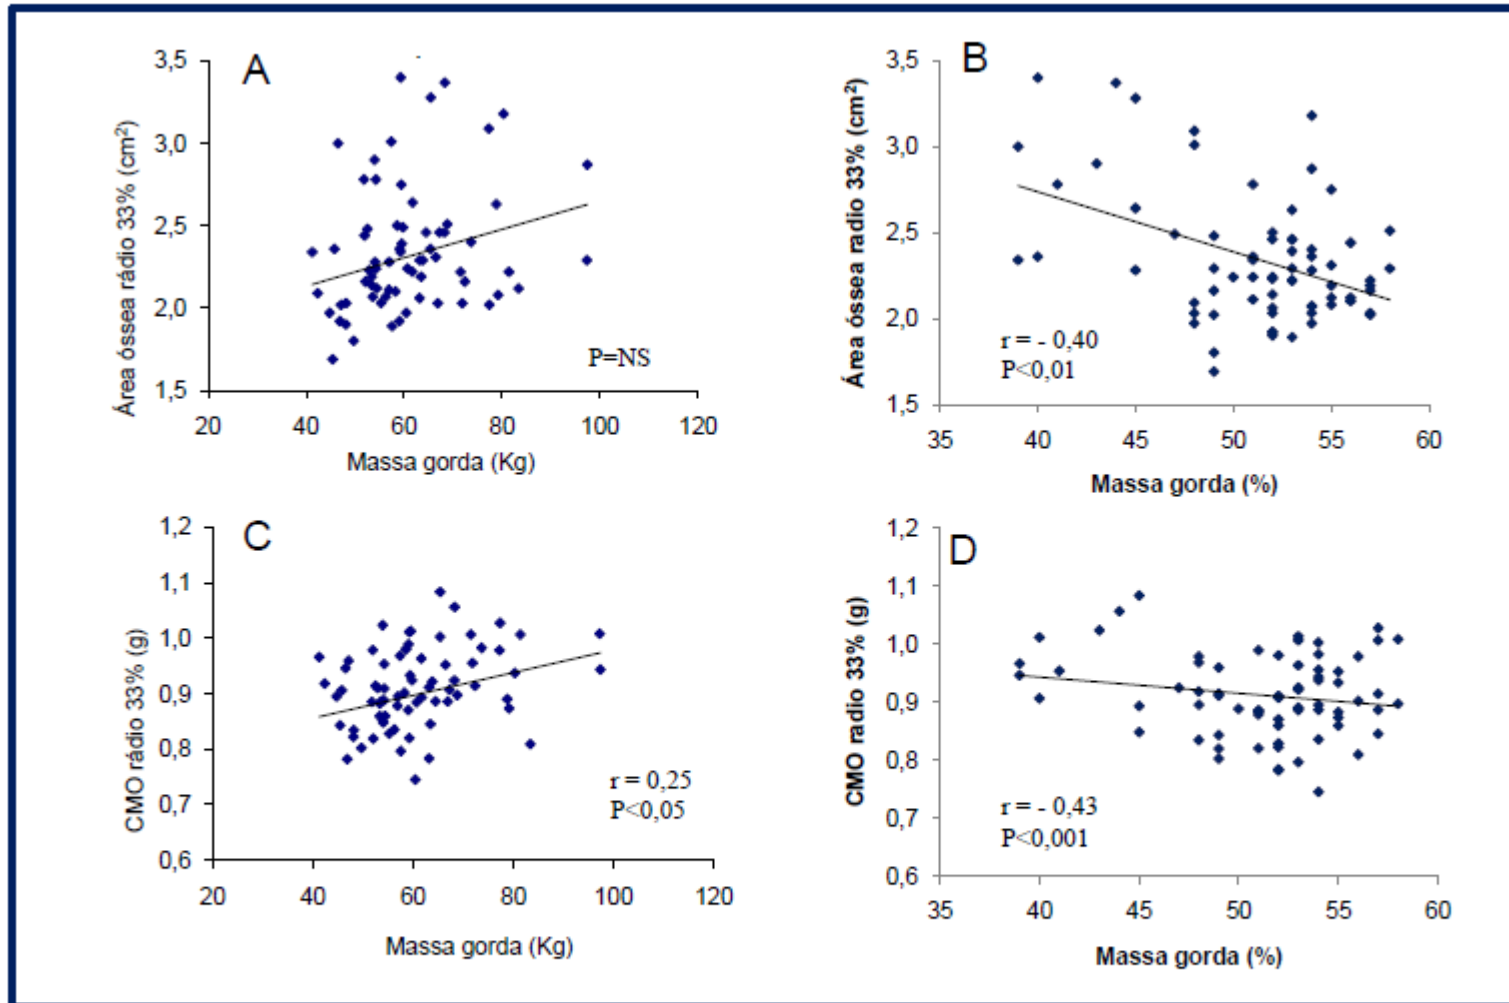 A
Área óssea rádio 33% (cm²)
3,5
3,0
2,5
2,0
1,5
20 40 60 80 100 120
Massa gorda (Kg)
P=NS
B
Área óssea radio 33% (cm²)
3,5
3,0
2,5
2,0
1,5
35 40 45 50 55 60
Massa gorda (%)
r = - 0,40
P<0,01
C
CMO rádio 33% (g)
1,2
1,1
1,0
0,9
0,8
0,7
0,6
20 40 60 80 100 120
Massa gorda (Kg)
r = 0,25
P<0,05
D
CMO radio 33% (g)
1,2
1,1
1,0
0,9
0,8
0,7
0,6
35 40 45 50 55 60
Massa gorda (%)
r = - 0,43
P<0,001